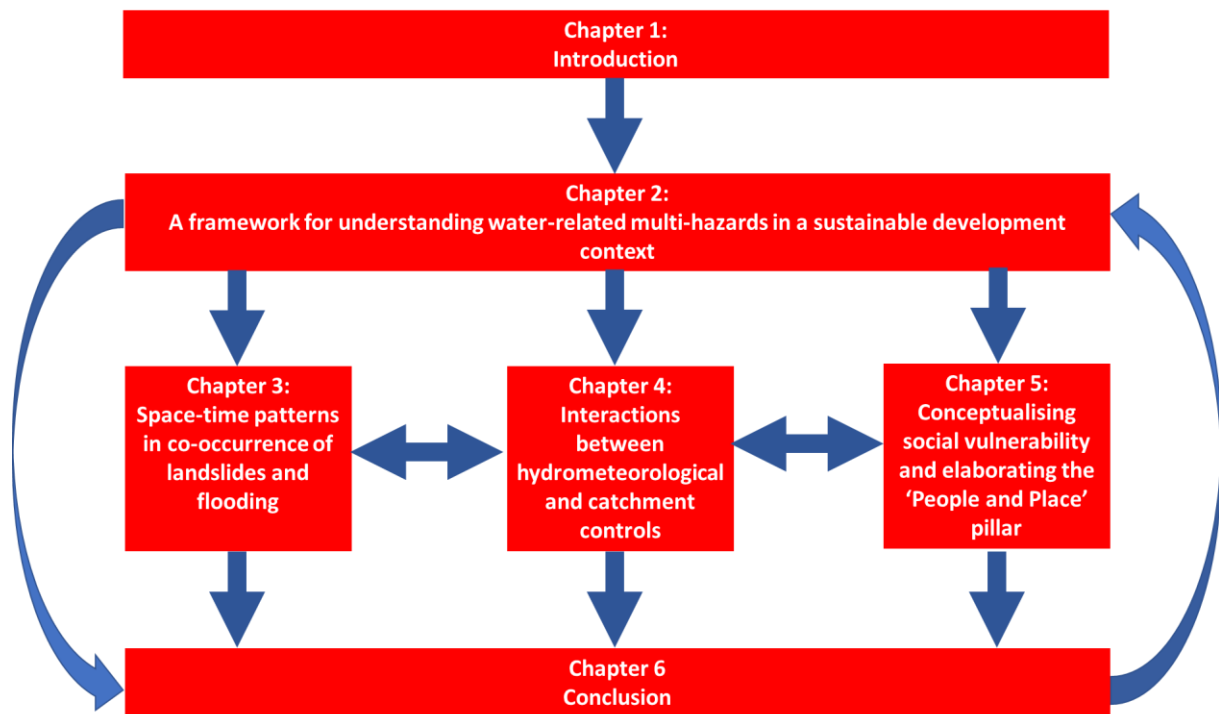 Chapter 1:
Introduction
Chapter 2:
A framework for understanding water-related multi-hazards in a sustainable development
context
Chapter 3:
Space-time patterns
in co-occurrence of
landslides and
flooding
Chapter 4:
Interactions
between
hydrometeorological
and catchment
controls
Chapter 5:
Conceptualising
social vulnerability
and elaborating the
‘People and Place’
pillar
Chapter 6
Conclusion